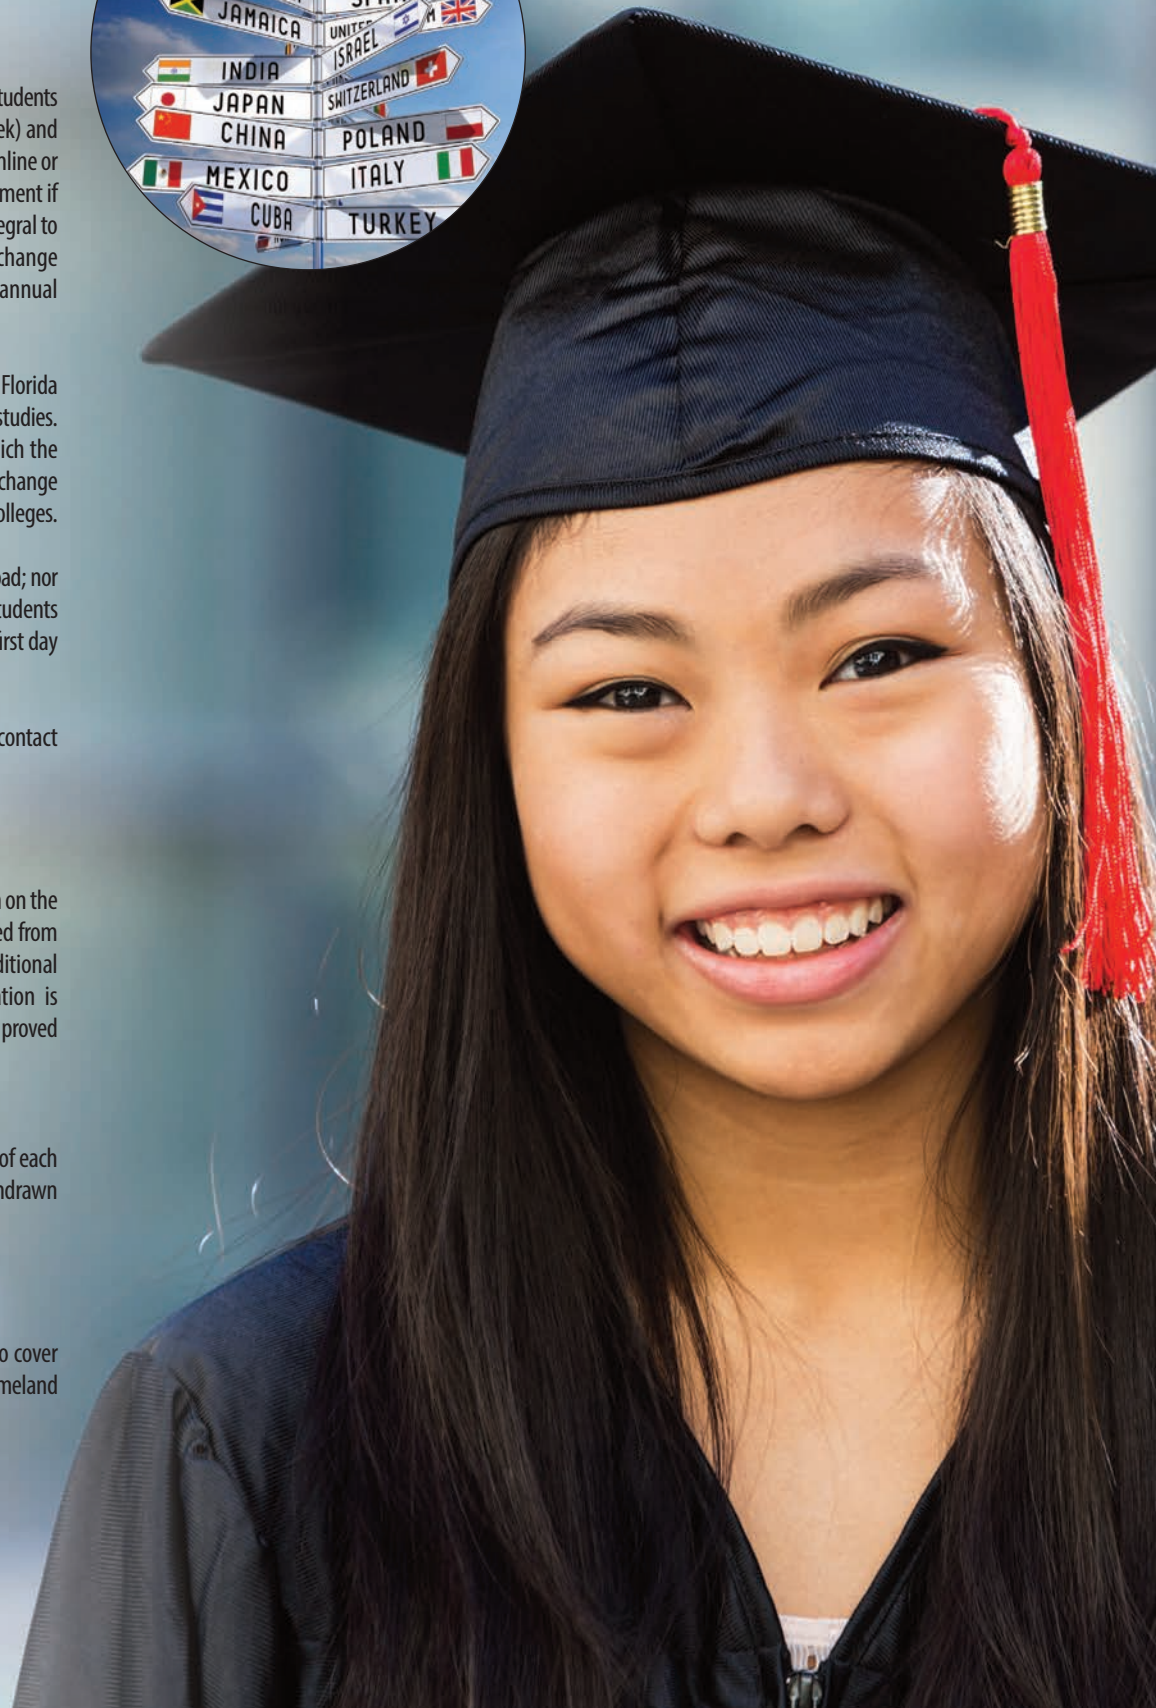 JAMAICA
UNITE M
ISRAEL
INDIA
SWITZERLAND
JAPAN
CHINA
POLAND
MEXICO
ITALY
CUBA
TURKEY
tudents
ek) and
nline or
ment if
egral to
change
annual
Florida
studies.
ich the
change
olleges.
ad; nor
tudents
irst day
contact
on the
ed from
ditional
tion is
proved
of each
hdrawn
o cover
meland